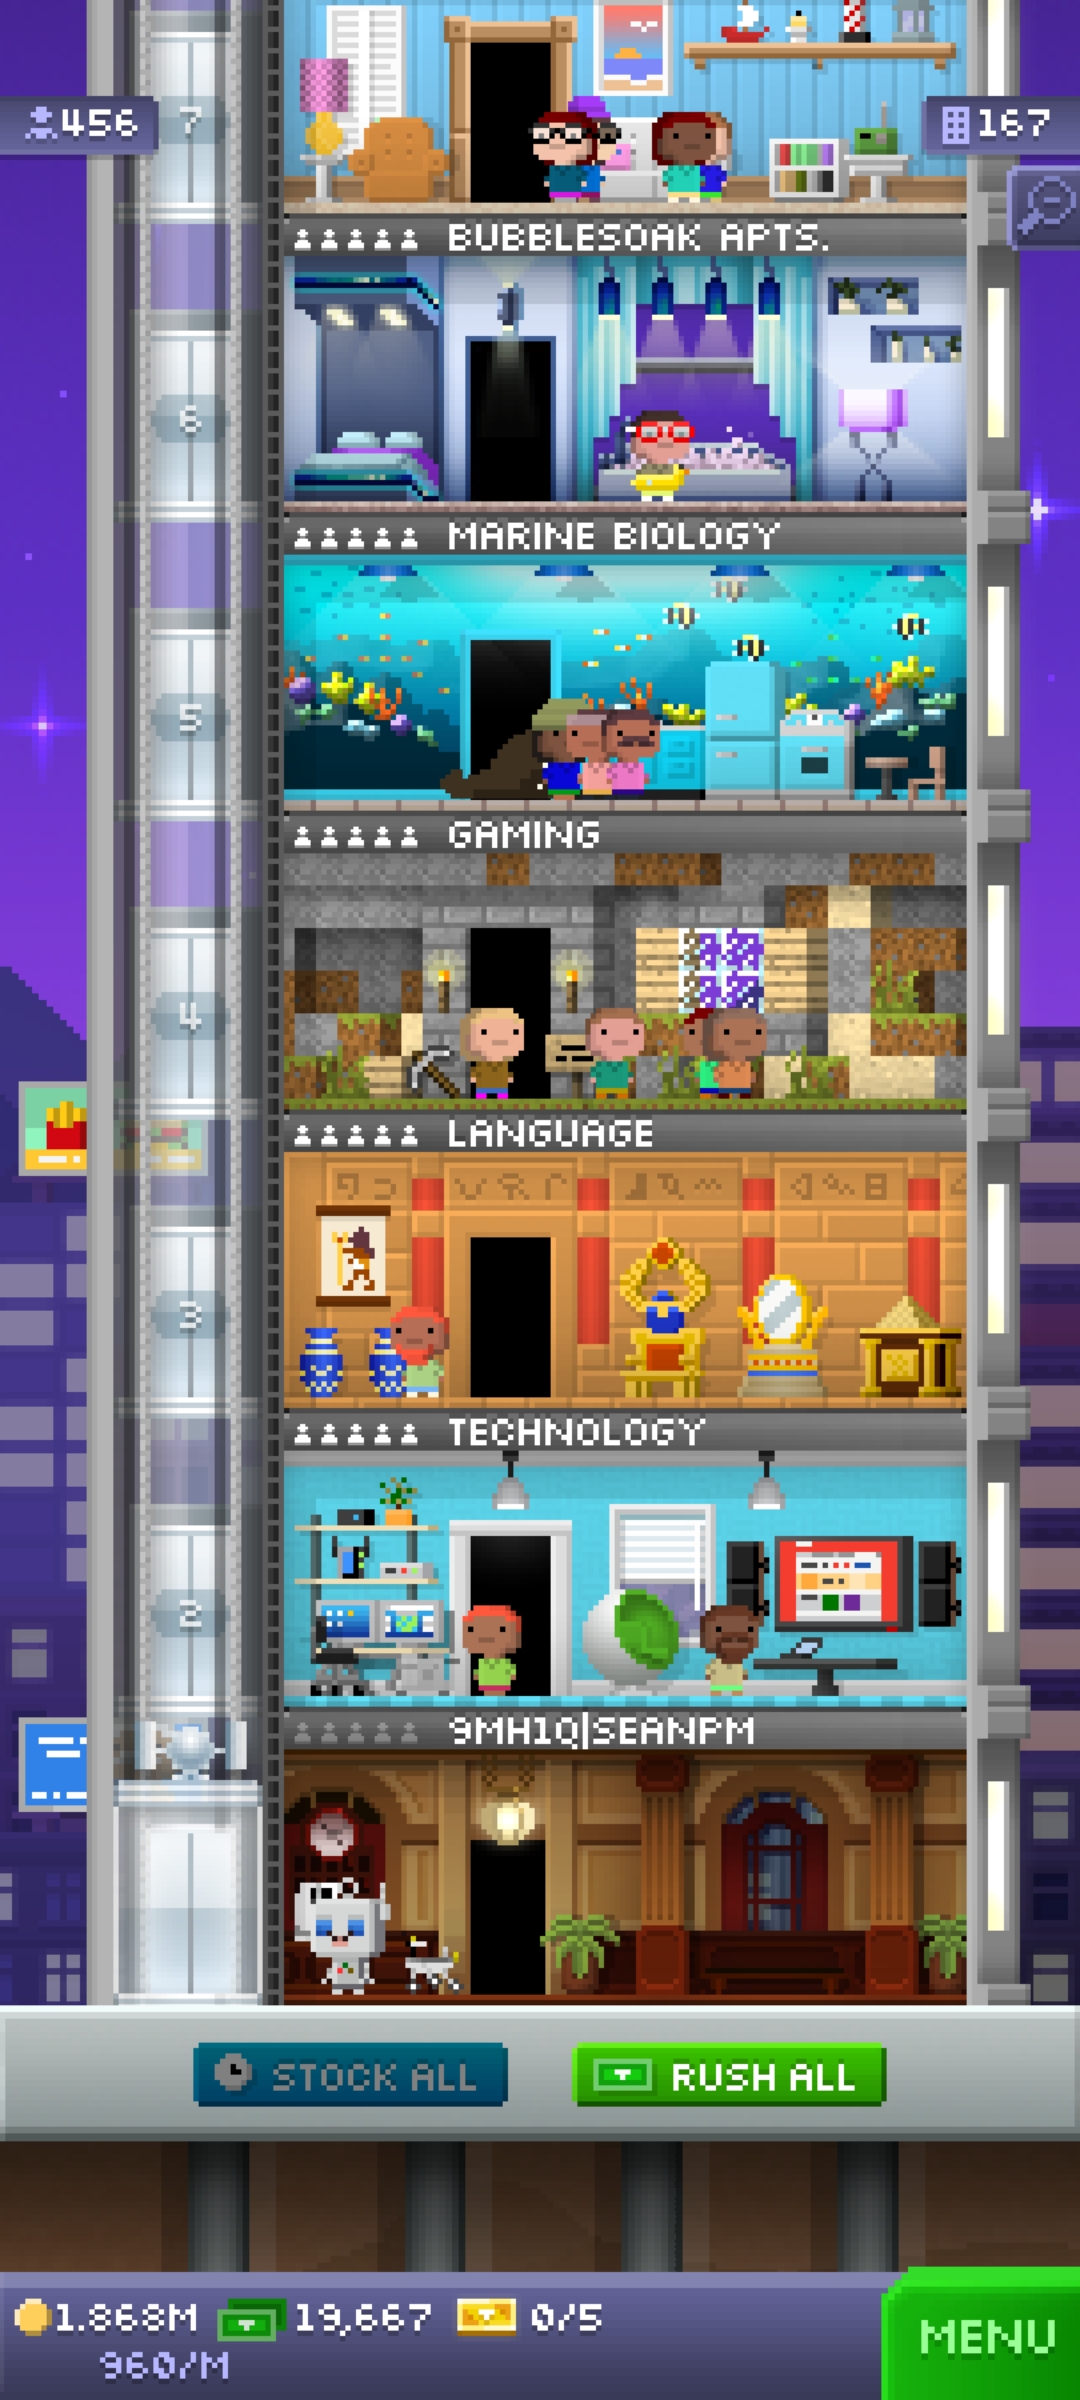 7
456
167
BUBBLESOAK APTS.
6
MARINE BIOLOGY
5
GAMING
4
LANGUAGE
3
TECHNOLOGY
2
9MH1Q|SEANPM
STOCK ALL
RUSH ALL
1.868M
19,667
0/5
960/M
MENU